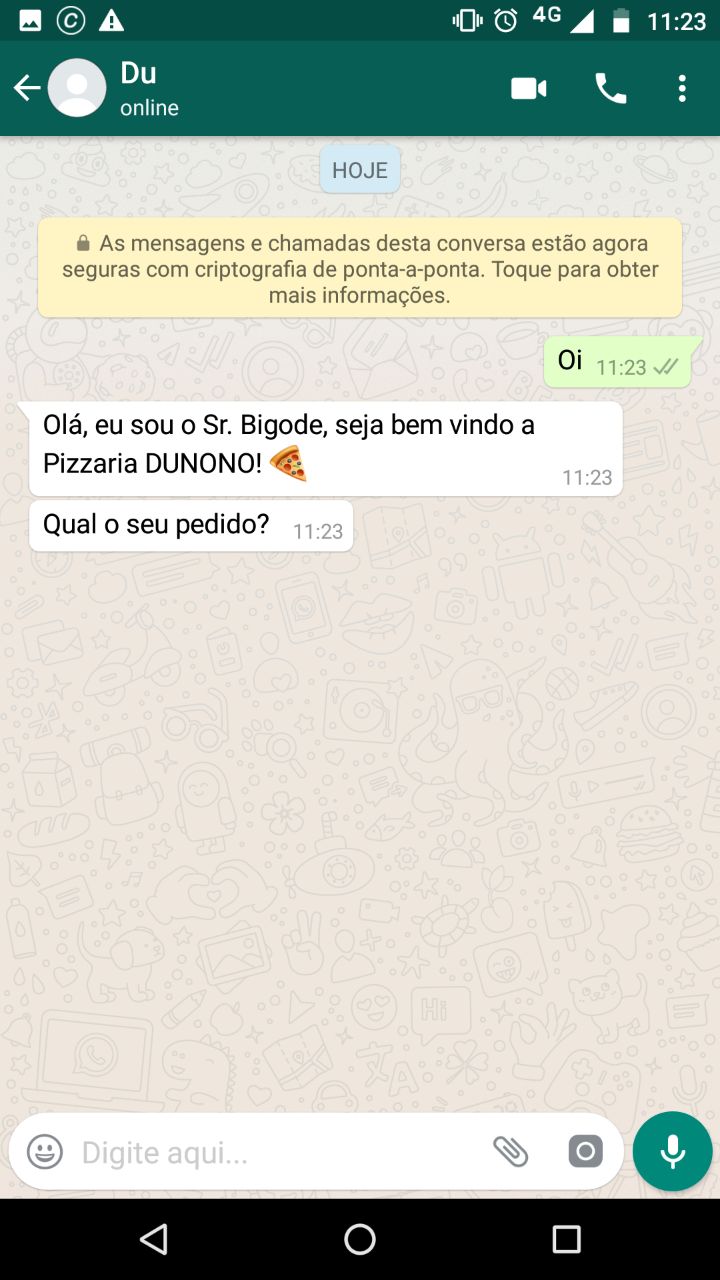 4G 11:23
Du
online
HOJE
As mensagens e chamadas desta conversa estão agora
seguras com criptografia de ponta-a-ponta. Toque para obter
mais informações.
Oi 11:23
Olá, eu sou o Sr. Bigode, seja bem vindo a
Pizzaria DUNONO! 🍕
11:23
Qual o seu pedido? 11:23
Hi
Digite aqui...